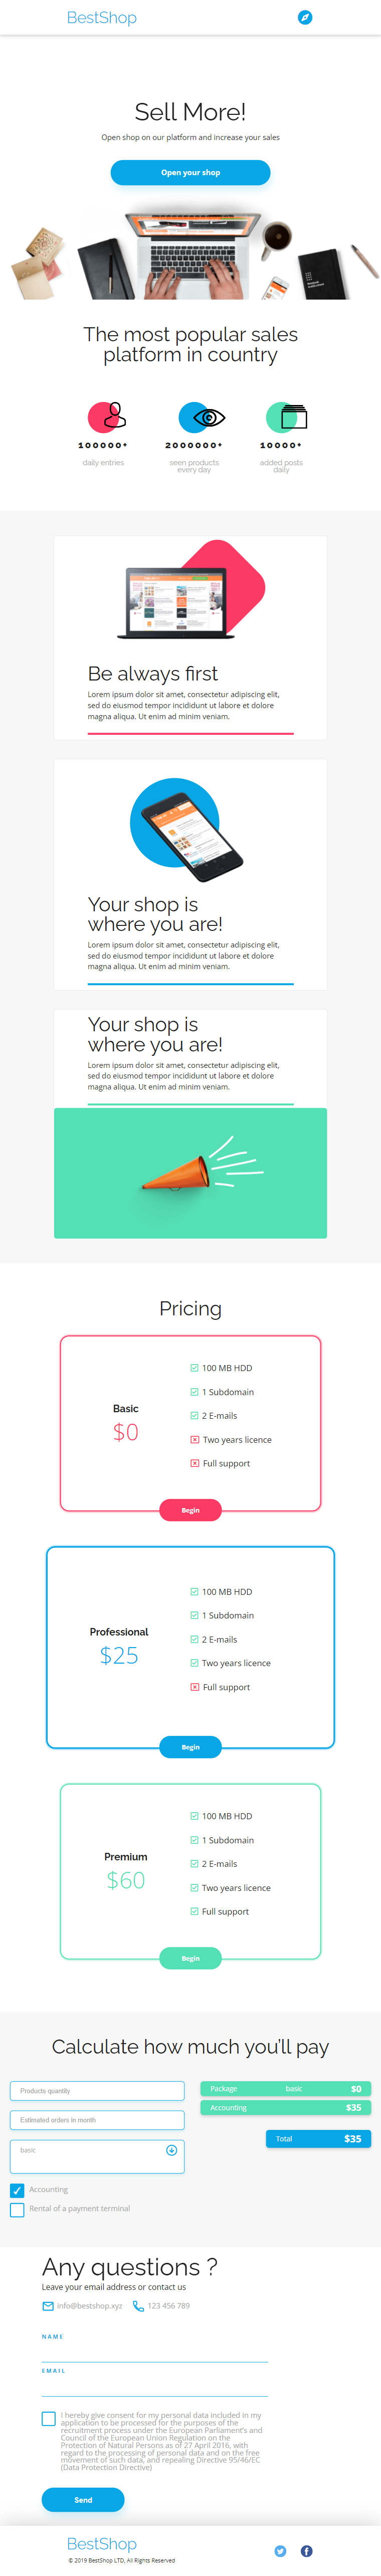 BestShop
Sell More!
Open shop on our platform and increase your sales
Open your shop
The most popular sales
platform in country
100000+
daily entries
2000000+
seen products
every day
10000+
added posts
daily
Be always first
Lorem ipsum dolor sit amet, consectetur adipiscing elit,
sed do eiusmod tempor incididunt ut labore et dolore
magna aliqua. Ut enim ad minim veniam.
Your shop is
where you are!
Lorem ipsum dolor sit amet, consectetur adipiscing elit,
sed do eiusmod tempor incididunt ut labore et dolore
magna aliqua. Ut enim ad minim veniam.
Your shop is
where you are!
Lorem ipsum dolor sit amet, consectetur adipiscing elit,
sed do eiusmod tempor incididunt ut labore et dolore
magna aliqua. Ut enim ad minim veniam.
Pricing
Basic
$0
100 MB HDD
1 Subdomain
2 E-mails
Two years licence
Full support
Begin
Professional
$25
100 MB HDD
1 Subdomain
2 E-mails
Two years licence
Full support
Begin
Premium
$60
100 MB HDD
1 Subdomain
2 E-mails
Two years licence
Full support
Begin
Calculate how much you'll pay
Products quantity
Estimated orders in month
basic
Accounting
Rental of a payment terminal
Package basic $0
Accounting $35
Total $35
Any questions ?
Leave your email address or contact us
info@bestshop.xyz 123 456 789
NAME
EMAIL
I hereby give consent for my personal data included in my
application to be processed for the purposes of the
recruitment process under the European Parliament's and
Council of the European Union Regulation on the
Protection of Natural Persons as of 27 April 2016, with
regard to the processing of personal data and on the free
movement of such data, and repealing Directive 95/46/EC
(Data Protection Directive)
Send
BestShop
© 2019 BestShop LTD, All Rights Reserved